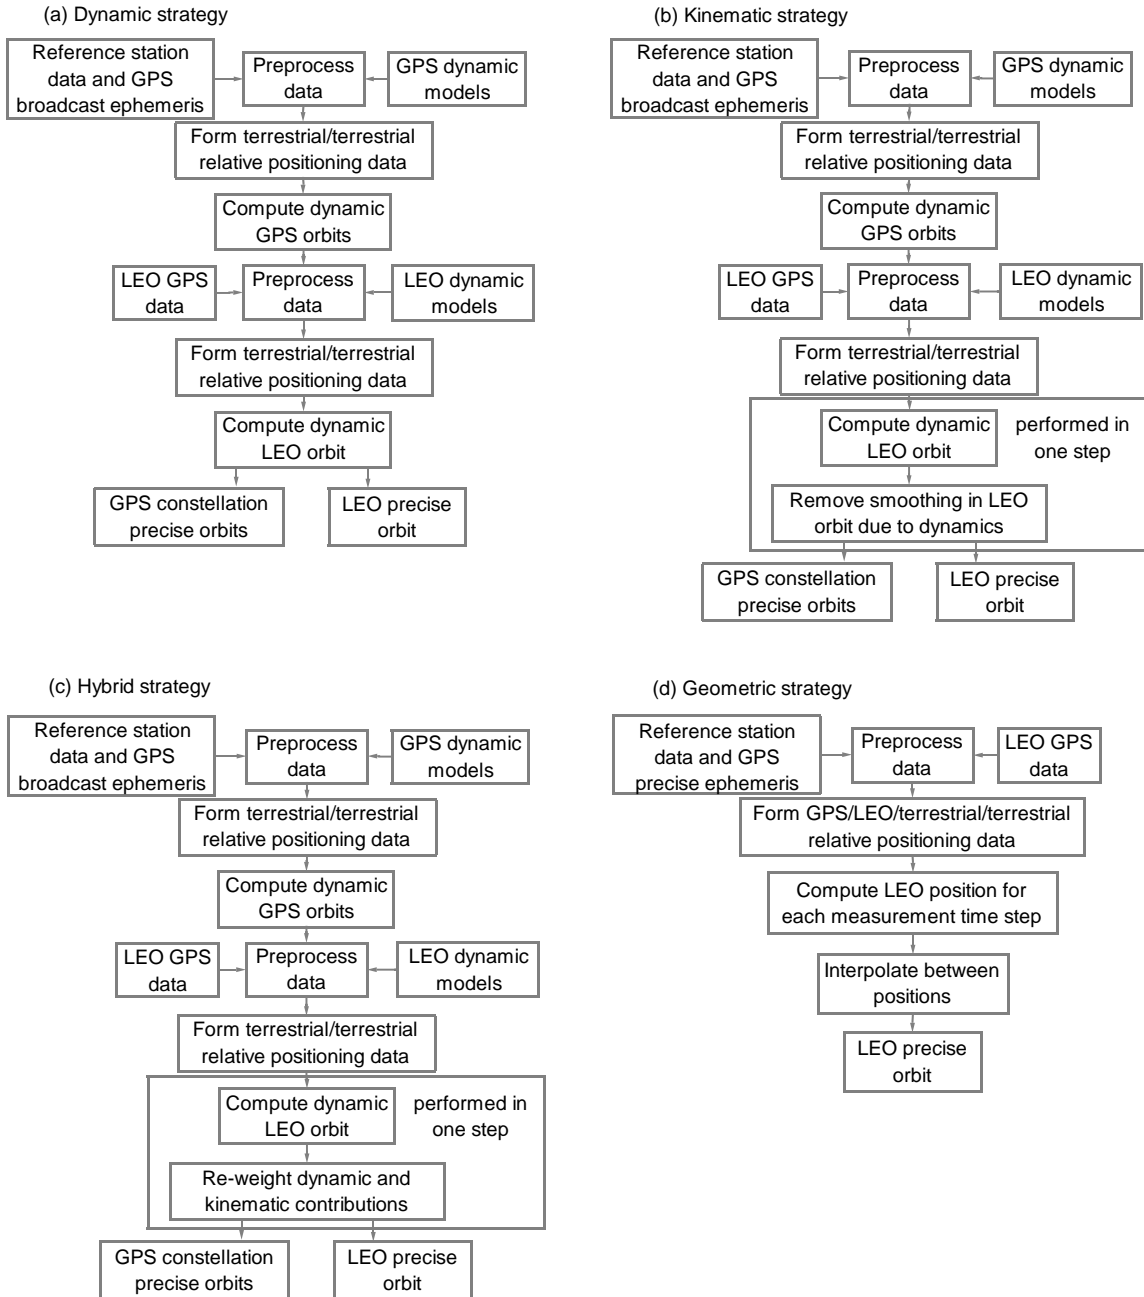 (a) Dynamic strategy
Reference station
data and GPS
broadcast ephemeris
Preprocess
data
GPS dynamic
models
Form terrestrial/terrestrial
relative positioning data
Compute dynamic
GPS orbits
LEO GPS
data
Preprocess
data
LEO dynamic
models
Form terrestrial/terrestrial
relative positioning data
Compute dynamic
LEO orbit
GPS constellation
precise orbits
LEO precise
orbit
(b) Kinematic strategy
Reference station
data and GPS
broadcast ephemeris
Preprocess
data
GPS dynamic
models
Form terrestrial/terrestrial
relative positioning data
Compute dynamic
GPS orbits
LEO GPS
data
Preprocess
data
LEO dynamic
models
Form terrestrial/terrestrial
relative positioning data
Compute dynamic
LEO orbit
performed in
one step
Remove smoothing in LEO
orbit due to dynamics
GPS constellation
precise orbits
LEO precise
orbit
(c) Hybrid strategy
Reference station
data and GPS
broadcast ephemeris
Preprocess
data
GPS dynamic
models
Form terrestrial/terrestrial
relative positioning data
Compute dynamic
GPS orbits
LEO GPS
data
Preprocess
data
LEO dynamic
models
Form terrestrial/terrestrial
relative positioning data
Compute dynamic
LEO orbit
performed in
one step
Re-weight dynamic and
kinematic contributions
GPS constellation
precise orbits
LEO precise
orbit
(d) Geometric strategy
Reference station
data and GPS
precise ephemeris
Preprocess
data
LEO GPS
data
Form GPS/LEO/terrestrial/terrestrial
relative positioning data
Compute LEO position for
each measurement time step
Interpolate between
positions
LEO precise
orbit